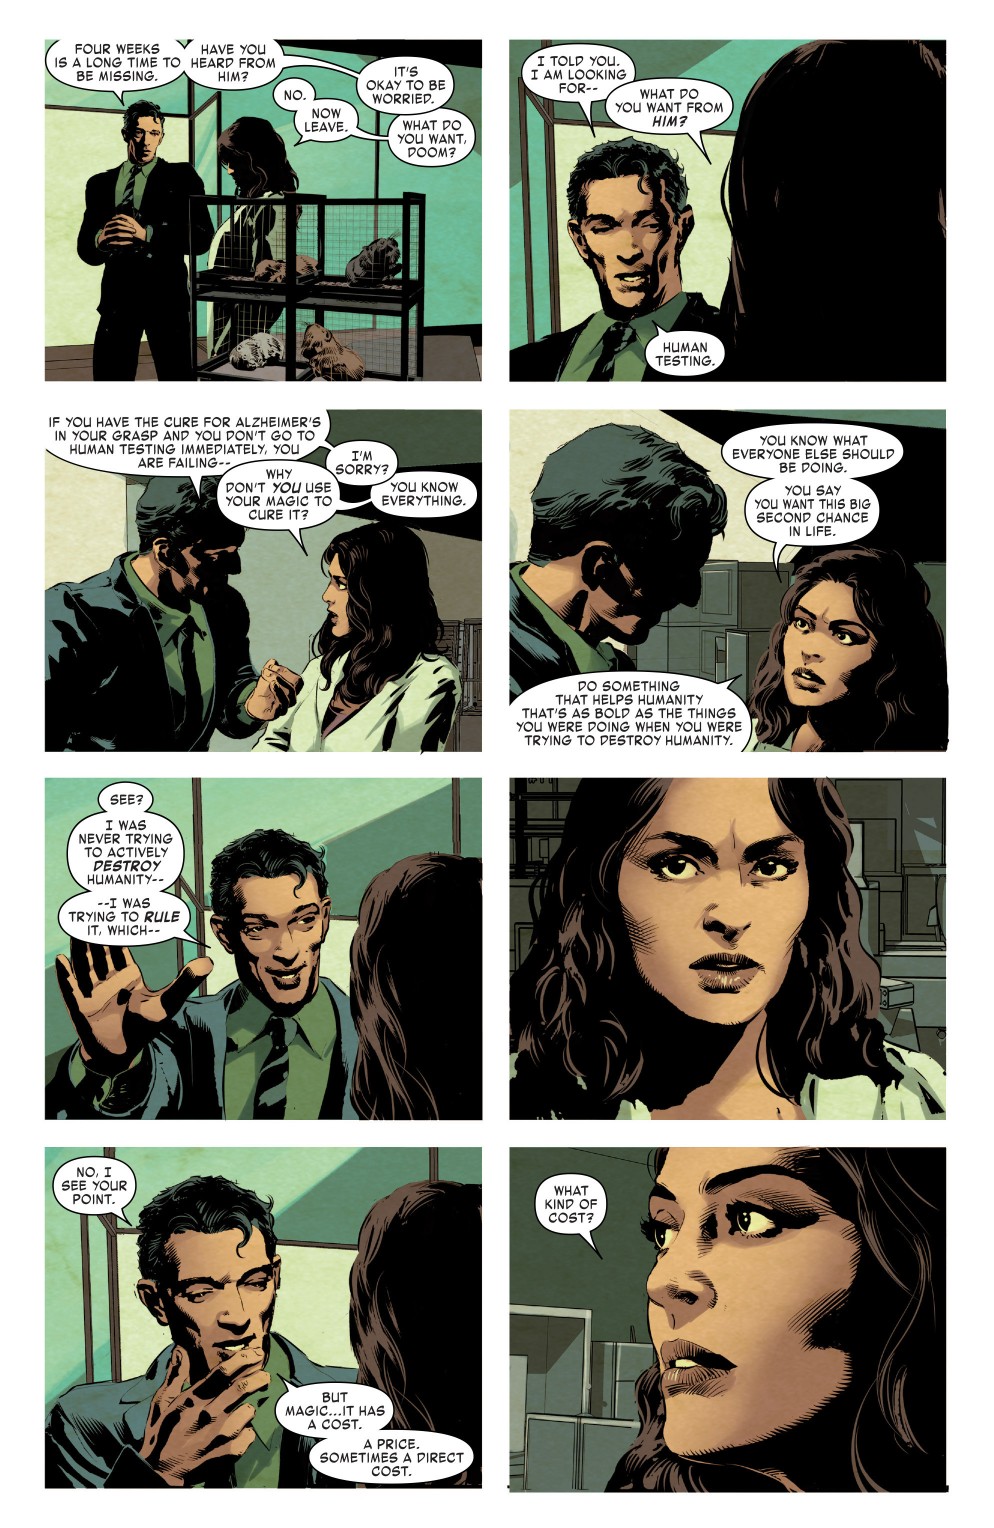 FOUR WEEKS
IS A LONG TIME TO
BE MISSING.
HAVE YOU
HEARD FROM
HIM?
NO.
NOW
LEAVE.
IT'S
OKAY TO BE
WORRIED.
WHAT DO
YOU WANT,
DOOM?
I TOLD YOU.
I AM LOOKING
FOR--
WHAT DO
YOU WANT FROM
HIM?
HUMAN
TESTING.
IF YOU HAVE THE CURE FOR ALZHEIMER'S
IN YOUR GRASP AND YOU DON'T GO TO
HUMAN TESTING IMMEDIATELY, YOU
ARE FAILING--
WHY
DON'T YOU USE
YOUR MAGIC TO
CURE IT?
I'M
SORRY?
YOU KNOW
EVERYTHING.
YOU KNOW WHAT
EVERYONE ELSE SHOULD
BE DOING.
YOU SAY
YOU WANT THIS BIG
SECOND CHANCE
IN LIFE.
DO SOMETHING
THAT HELPS HUMANITY
THAT'S AS BOLD AS THE THINGS
YOU WERE DOING WHEN YOU WERE
TRYING TO DESTROY HUMANITY.
SEE?
I WAS
NEVER TRYING
TO ACTIVELY
DESTROY
HUMANITY--
--I WAS
TRYING TO RULE
IT, WHICH--
NO, I
SEE YOUR
POINT.
BUT
MAGIC...IT HAS
A COST.
A PRICE.
SOMETIMES A DIRECT
COST.
WHAT
KIND OF
COST?